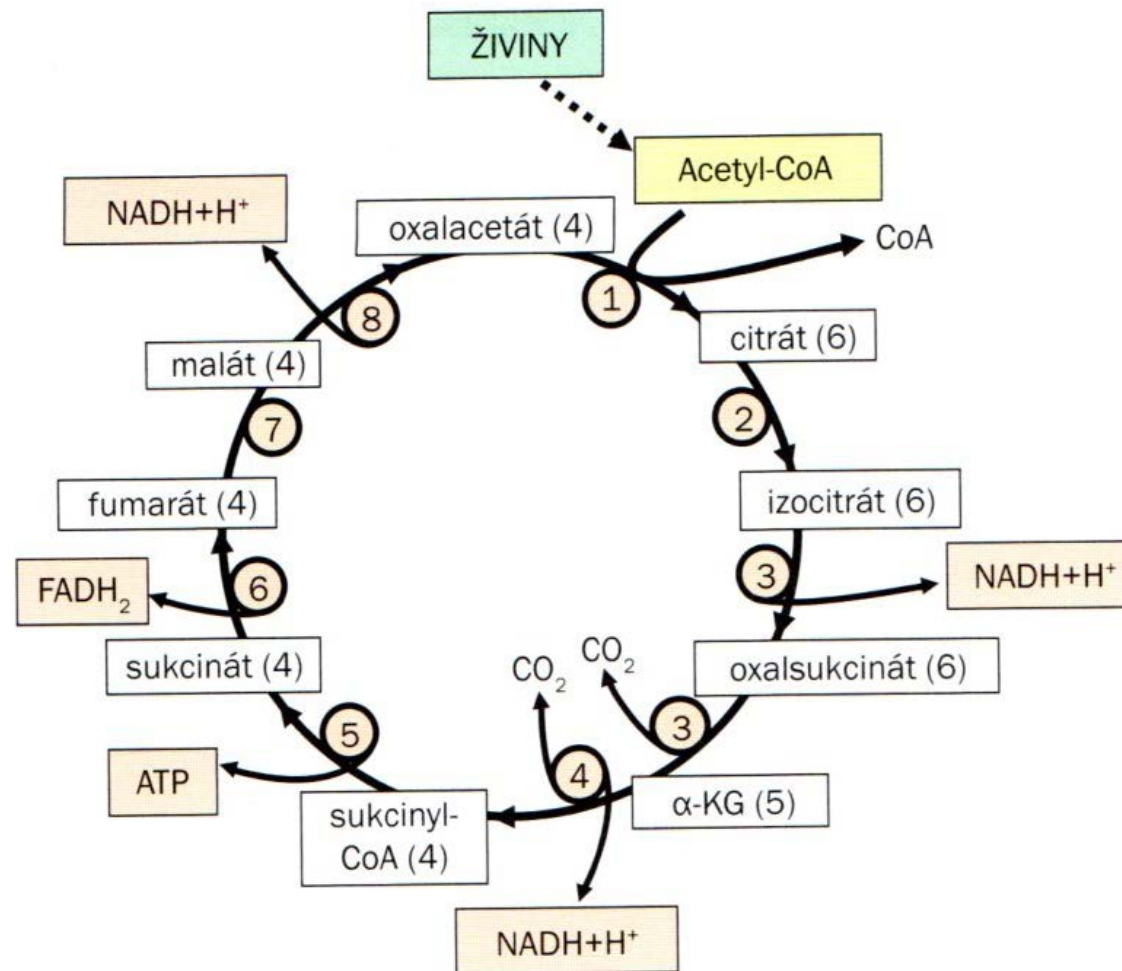 ŽIVINY
Acetyl-CoA
NADH+H⁺
oxalacetát (4)
CoA
1
8
citrát (6)
malát (4)
2
7
izocitrát (6)
fumarát (4)
3
NADH+H⁺
FADH₂
6
sukcinát (4)
CO₂
CO₂
oxalsukcinát (6)
5
3
ATP
4
α-KG (5)
sukcinyl-
CoA (4)
NADH+H⁺